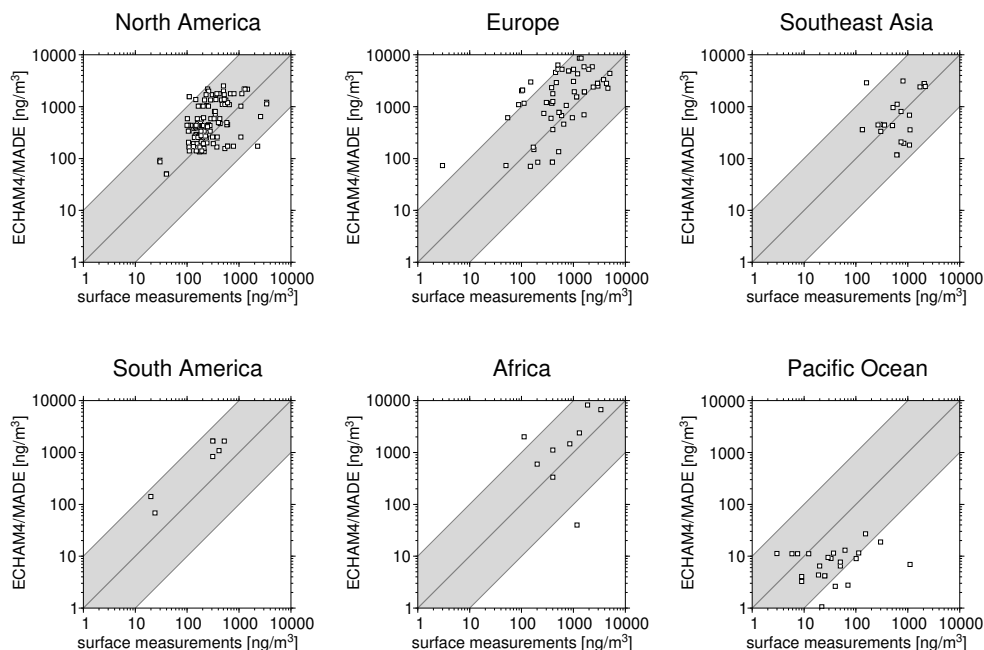 North America
Europe
Southeast Asia
10000
1000
100
10
1
ECHAM4/MADE [ng/m³]
1 10 100 1000 10000
surface measurements [ng/m³]
10000
1000
100
10
1
ECHAM4/MADE [ng/m³]
1 10 100 1000 10000
surface measurements [ng/m³]
10000
1000
100
10
1
ECHAM4/MADE [ng/m³]
1 10 100 1000 10000
surface measurements [ng/m³]
South America
Africa
Pacific Ocean
10000
1000
100
10
1
ECHAM4/MADE [ng/m³]
1 10 100 1000 10000
surface measurements [ng/m³]
10000
1000
100
10
1
ECHAM4/MADE [ng/m³]
1 10 100 1000 10000
surface measurements [ng/m³]
10000
1000
100
10
1
ECHAM4/MADE [ng/m³]
1 10 100 1000 10000
surface measurements [ng/m³]